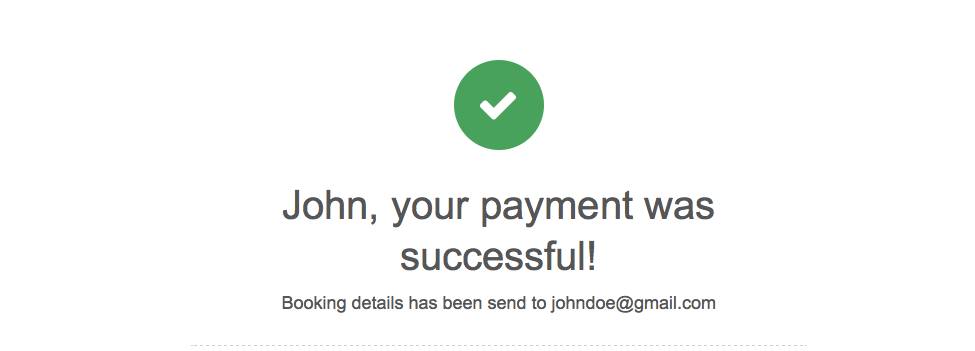 John, your payment was
successful!
Booking details has been send to johndoe@gmail.com